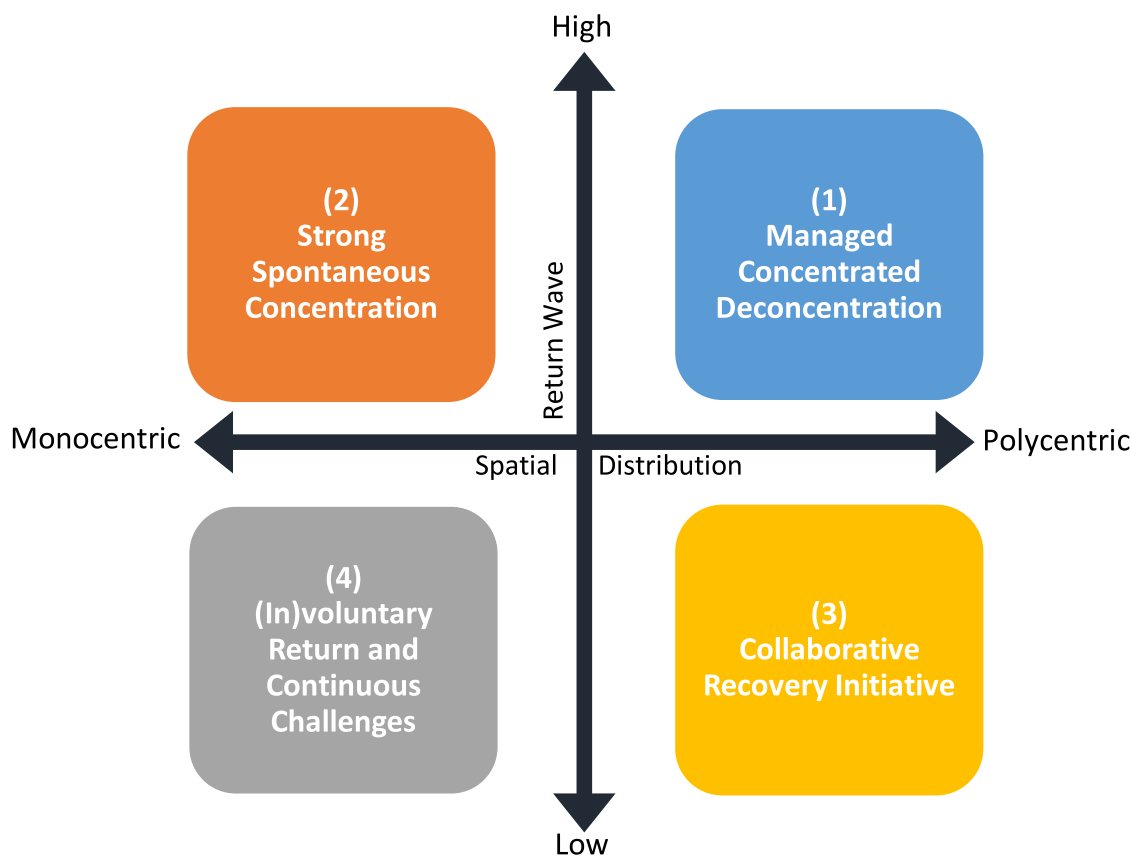 High
(2)
Strong
Spontaneous
Concentration
(1)
Managed
Concentrated
Deconcentration
Return Wave
Monocentric
Polycentric
Spatial Distribution
(4)
(In)voluntary
Return and
Continuous
Challenges
(3)
Collaborative
Recovery Initiative
Low